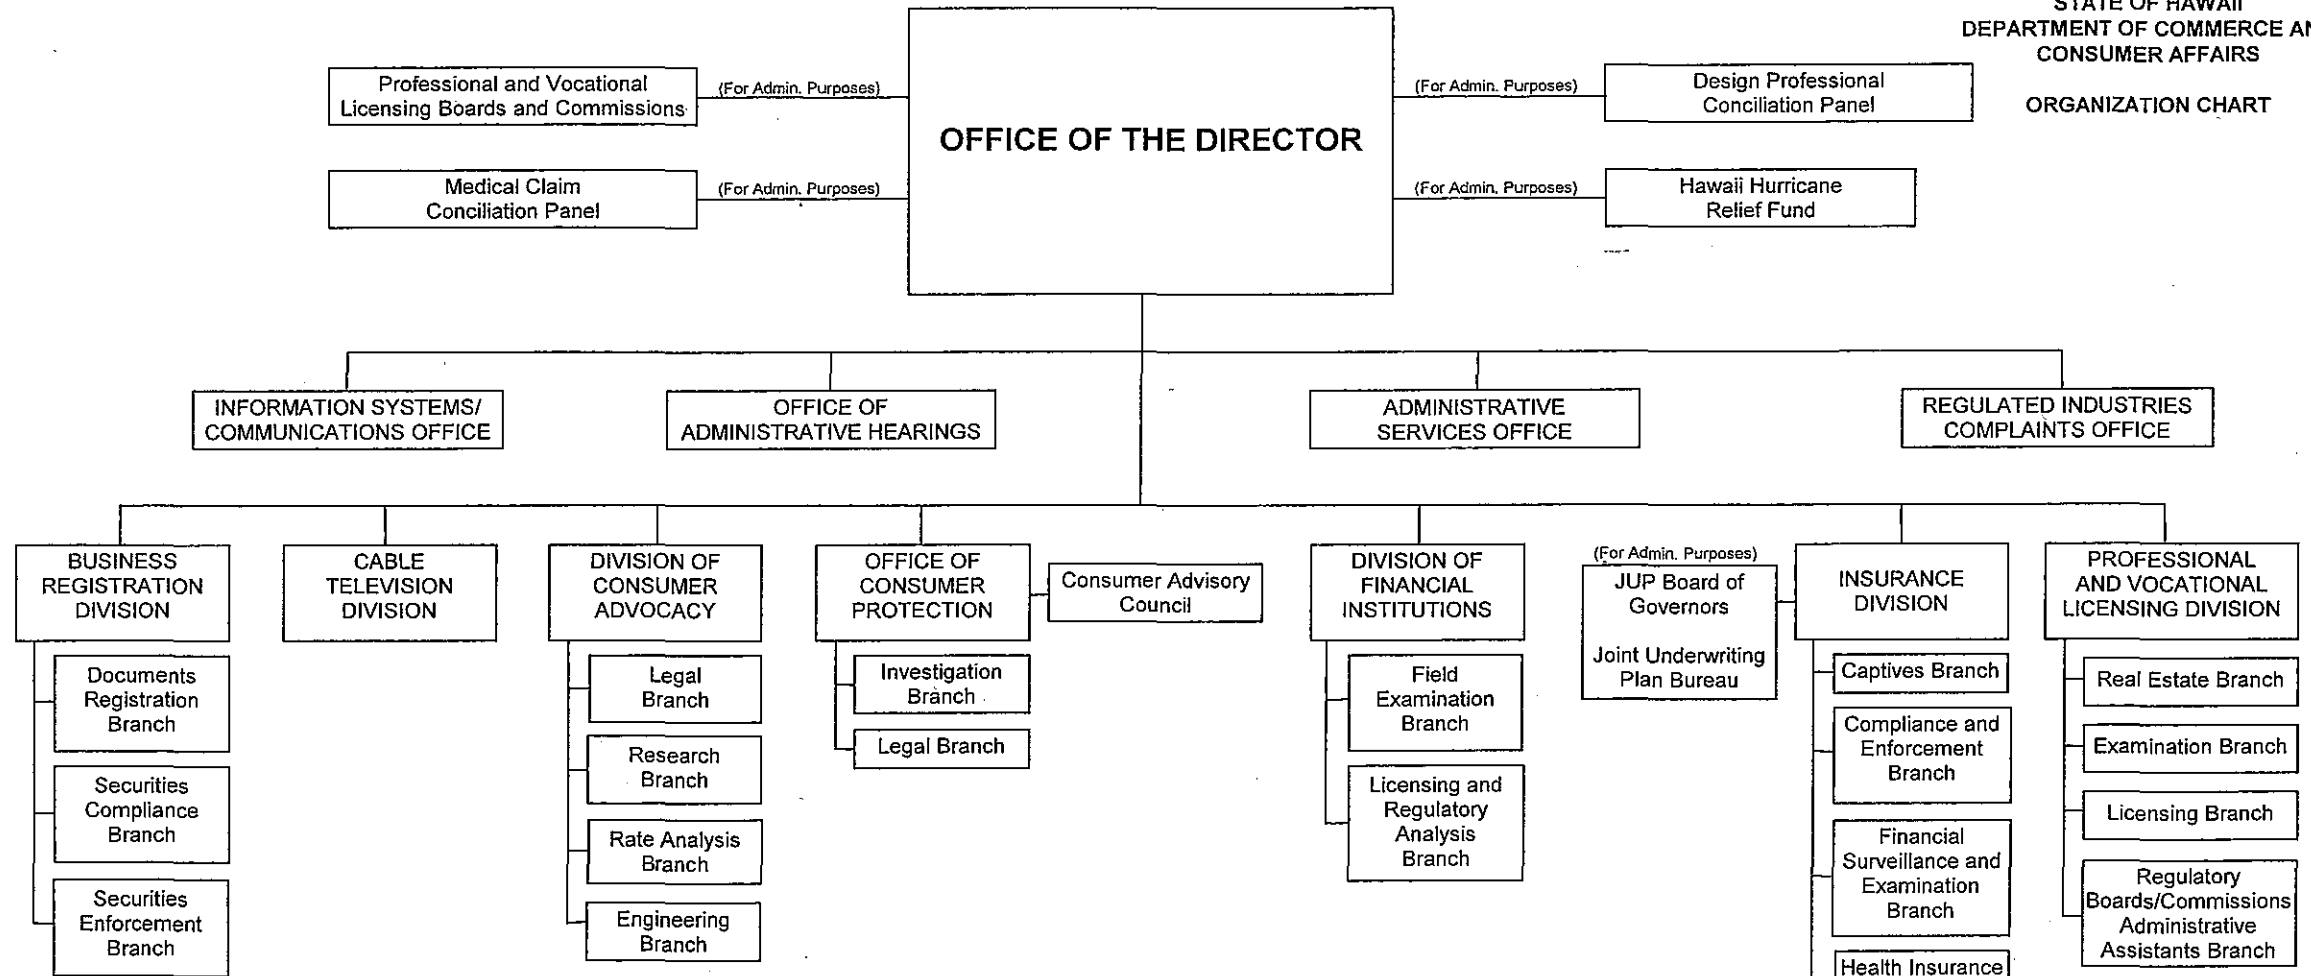 STATE OF HAWAII
DEPARTMENT OF COMMERCE AN
CONSUMER AFFAIRS
ORGANIZATION CHART
Professional and Vocational
Licensing Boards and Commissions
(For Admin. Purposes)
Medical Claim
Conciliation Panel
(For Admin. Purposes)
OFFICE OF THE DIRECTOR
(For Admin. Purposes)
Design Professional
Conciliation Panel
(For Admin. Purposes)
Hawaii Hurricane
Relief Fund
INFORMATION SYSTEMS/
COMMUNICATIONS OFFICE
OFFICE OF
ADMINISTRATIVE HEARINGS
ADMINISTRATIVE
SERVICES OFFICE
REGULATED INDUSTRIES
COMPLAINTS OFFICE
BUSINESS
REGISTRATION
DIVISION
Documents
Registration
Branch
Securities
Compliance
Branch
Securities
Enforcement
Branch
CABLE
TELEVISION
DIVISION
DIVISION OF
CONSUMER
ADVOCACY
Legal
Branch
Research
Branch
Rate Analysis
Branch
Engineering
Branch
OFFICE OF
CONSUMER
PROTECTION
Consumer Advisory
Council
Investigation
Branch
Legal Branch
DIVISION OF
FINANCIAL
INSTITUTIONS
Field
Examination
Branch
Licensing and
Regulatory
Analysis
Branch
(For Admin. Purposes)
JUP Board of
Governors
Joint Underwriting
Plan Bureau
INSURANCE
DIVISION
Captives Branch
Compliance and
Enforcement
Branch
Financial
Surveillance and
Examination
Branch
Health Insurance
PROFESSIONAL
AND VOCATIONAL
LICENSING DIVISION
Real Estate Branch
Examination Branch
Licensing Branch
Regulatory
Boards/Commissions
Administrative
Assistants Branch